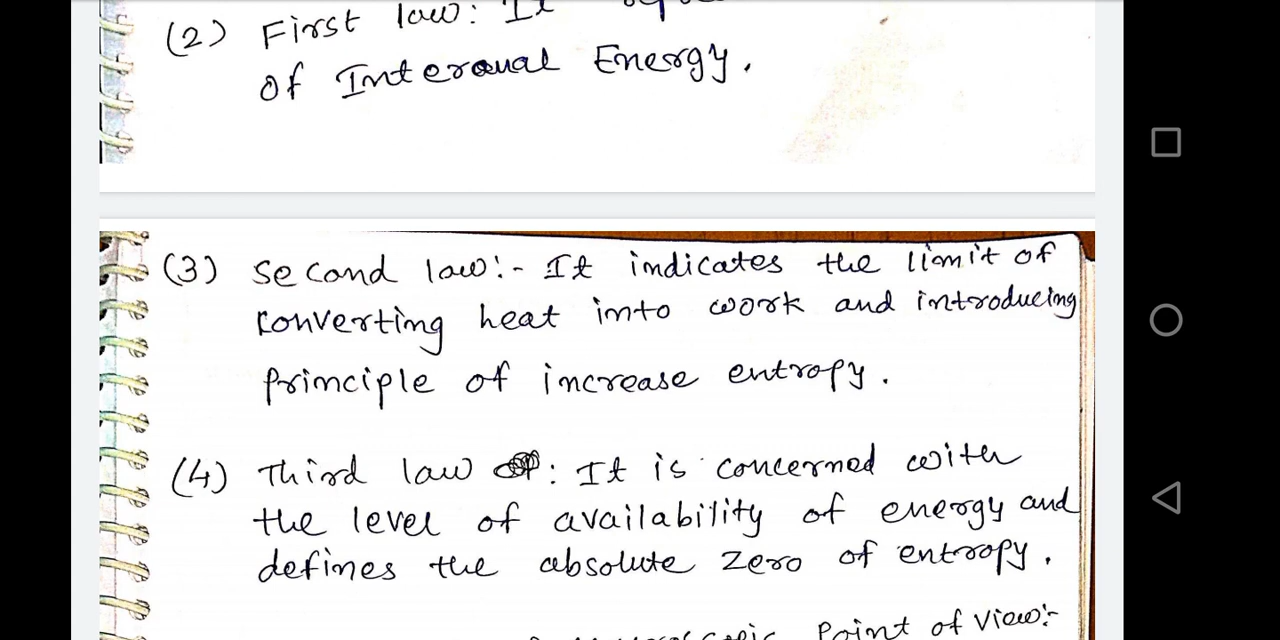 (2) First law: It
of Interqual Energy.
(3) Second law:- It indicates the limit of
converting heat into work and introducing
principle of increase entropy.
(4) Third law : It is concerned with
the level of availability of energy and
defines the absolute zero of entropy.
Point of View:-